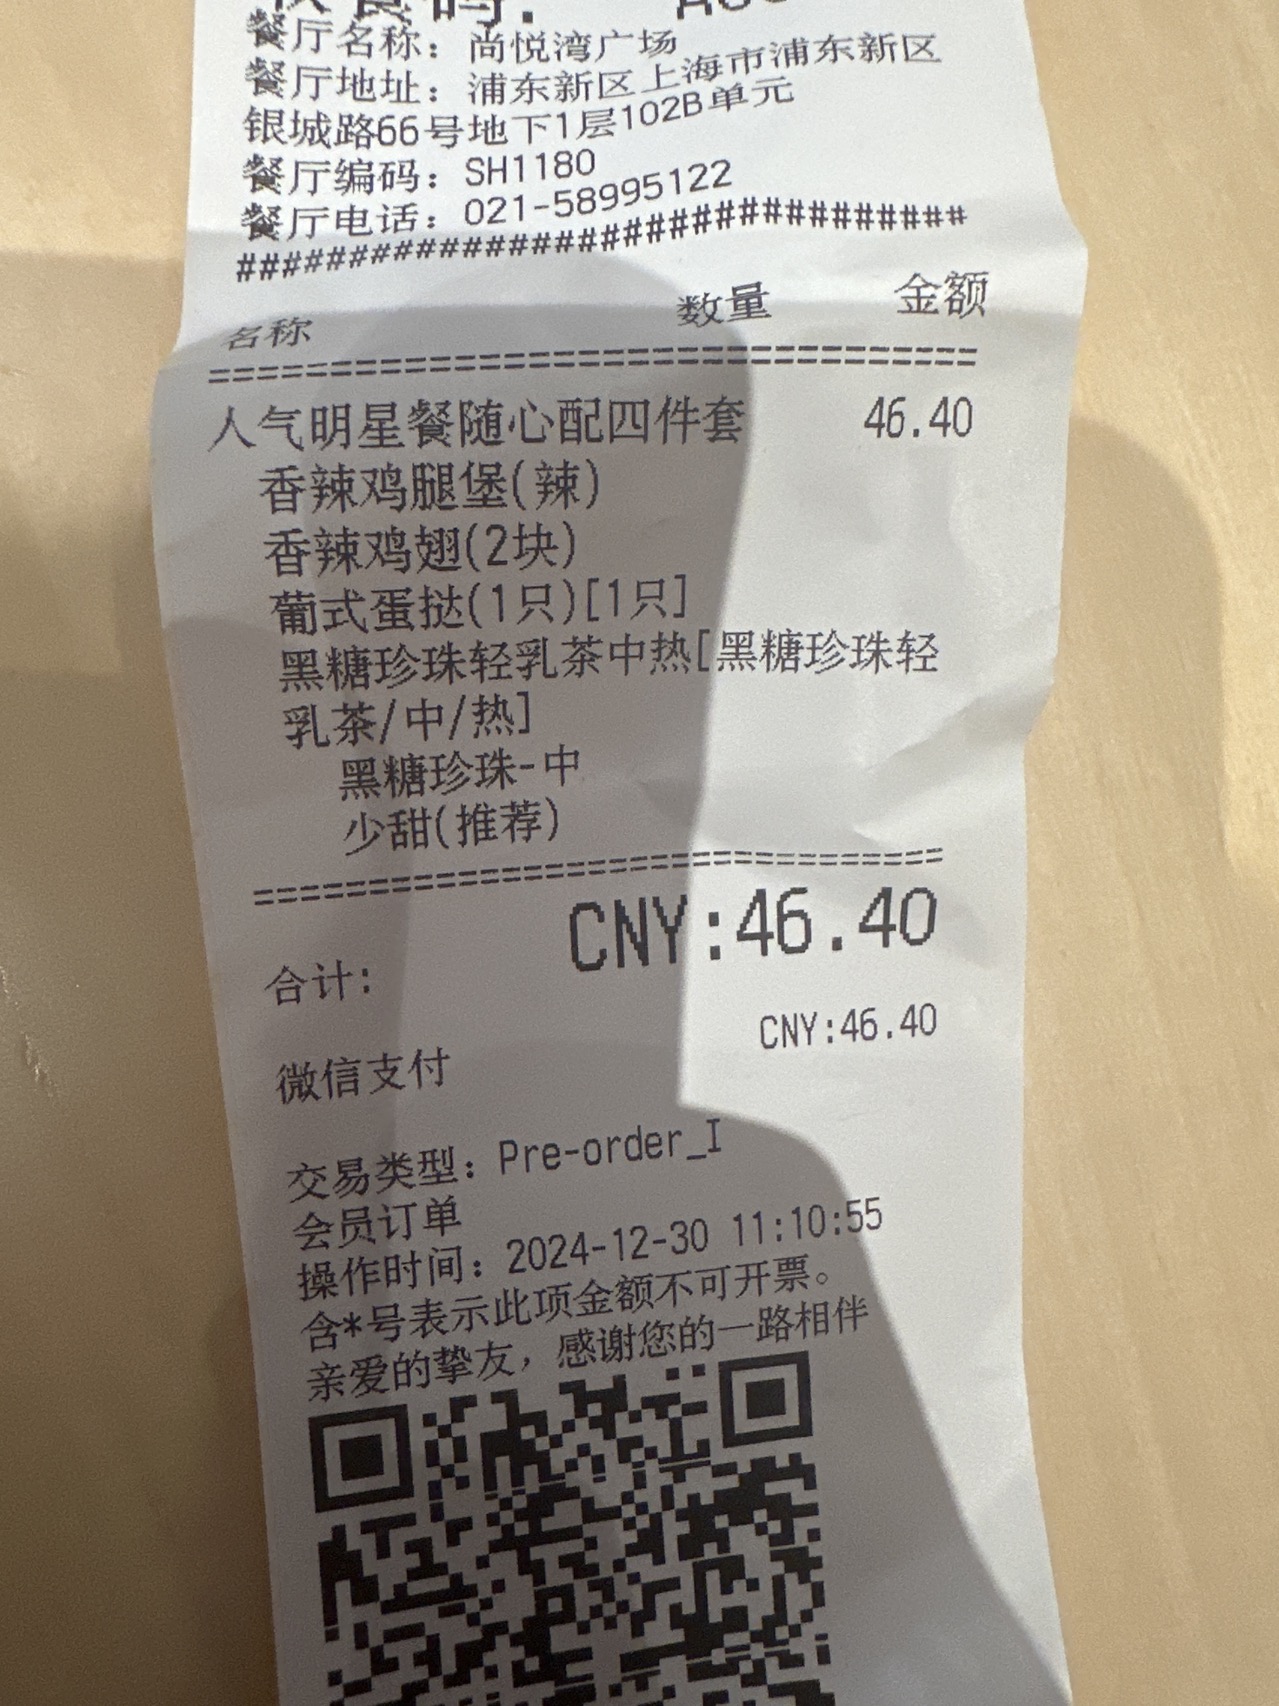 餐厅名称：尚悦湾广场
餐厅地址：浦东新区上海市浦东新区
银城路66号地下1层102B单元
餐厅编码：SH1180
餐厅电话：021-58995122
#################################
名称 数量 金额
===================================
人气明星餐随心配四件套 46.40
香辣鸡腿堡(辣)
香辣鸡翅(2块)
葡式蛋挞(1只)[1只]
黑糖珍珠轻乳茶中热[黑糖珍珠轻
乳茶/中/热]
黑糖珍珠-中
少甜(推荐)
===============================
合计: CNY:46.40
微信支付 CNY:46.40
交易类型：Pre-order_I
会员订单
操作时间：2024-12-30 11:10:55
含*号表示此项金额不可开票。
亲爱的挚友，感谢您的一路相伴